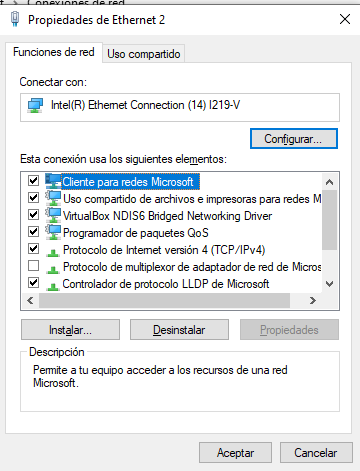 Conexiones de red
Propiedades de Ethernet 2
Funciones de red Uso compartido
Conectar con:
Intel(R) Ethernet Connection (14) I219-V
Configurar...
Esta conexión usa los siguientes elementos:
Cliente para redes Microsoft
Uso compartido de archivos e impresoras para redes M
VirtualBox NDIS6 Bridged Networking Driver
Programador de paquetes QoS
Protocolo de Internet versión 4 (TCP/IPv4)
Protocolo de multiplexor de adaptador de red de Micros
Controlador de protocolo LLDP de Microsoft
Instalar... Desinstalar Propiedades
Descripción
Permite a tu equipo acceder a los recursos de una red
Microsoft.
Aceptar Cancelar